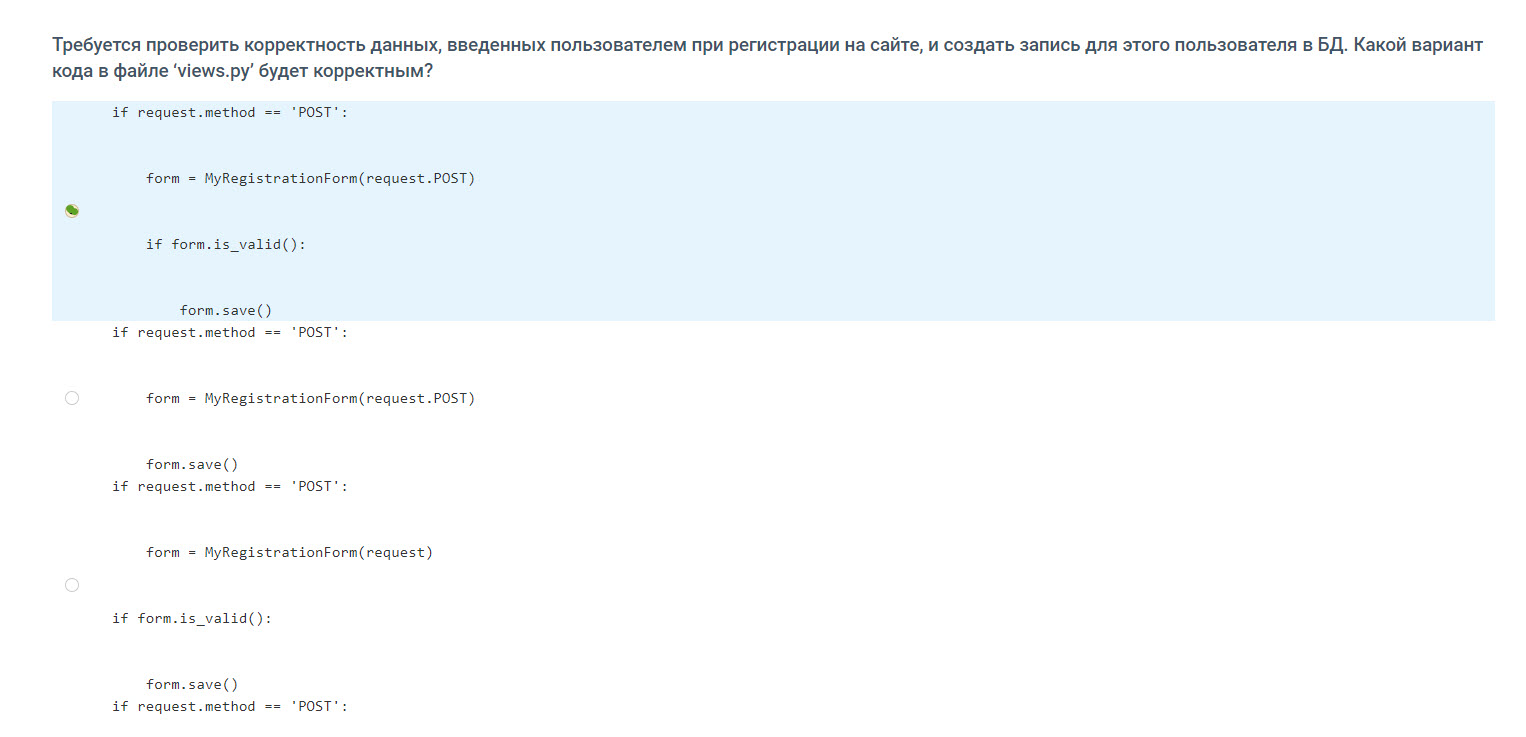 Требуется проверить корректность данных, введенных пользователем при регистрации на сайте, и создать запись для этого пользователя в БД. Какой вариант
кода в файле ‘views.py’ будет корректным?
if request.method == 'POST':
form = MyRegistrationForm(request.POST)
if form.is_valid():
form.save()
if request.method == 'POST':
form = MyRegistrationForm(request.POST)
form.save()
if request.method == 'POST':
form = MyRegistrationForm(request)
if form.is_valid():
form.save()
if request.method == 'POST':